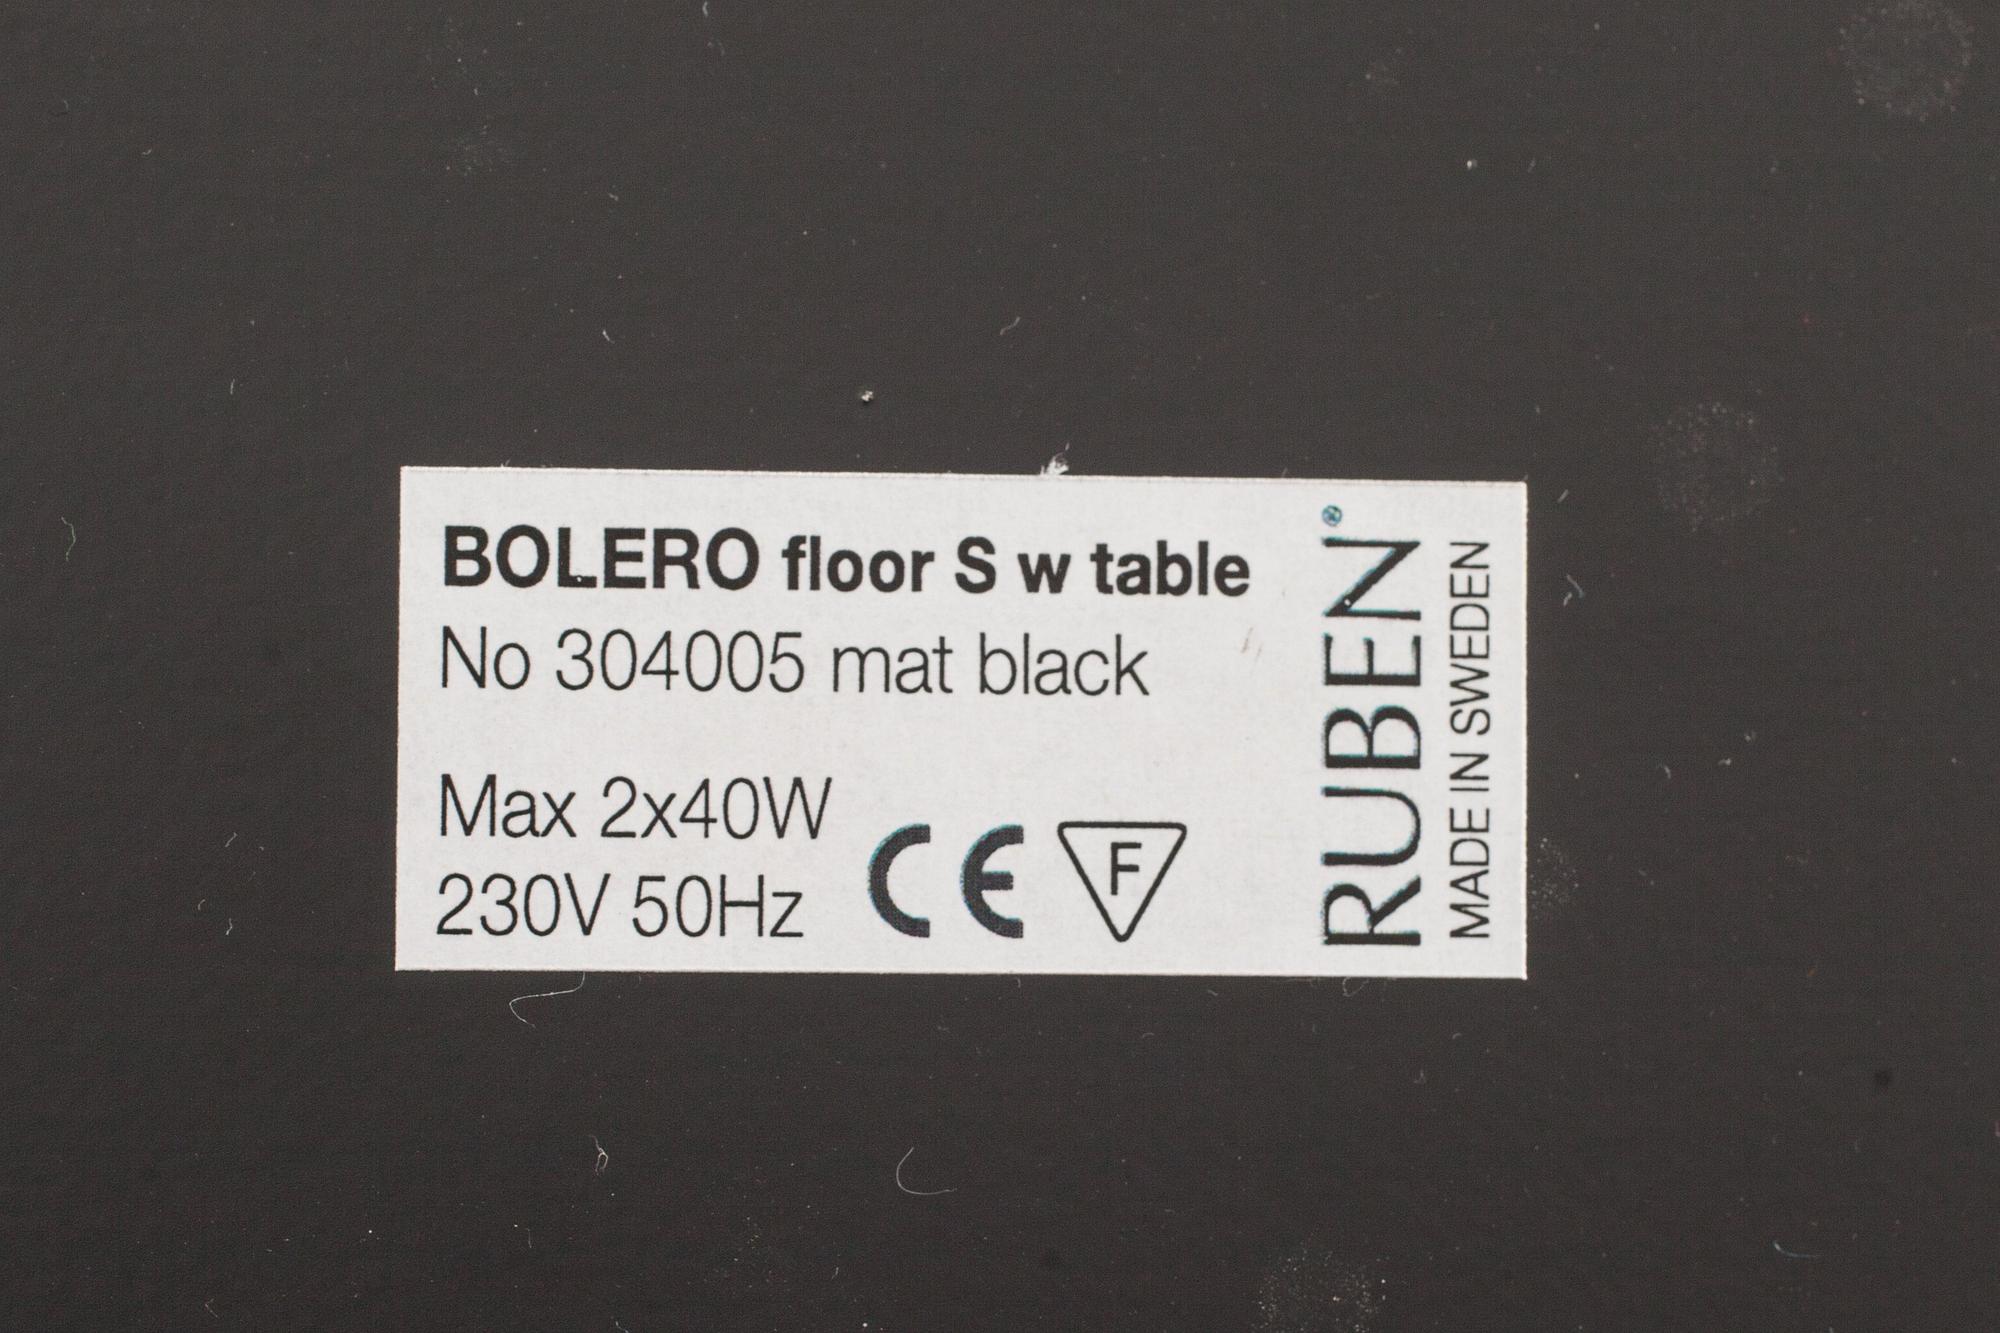 BOLERO floor S w table
No 304005 mat black
Max 2x40W
230V 50Hz
CE
F
RUBEN
MADE IN SWEDEN